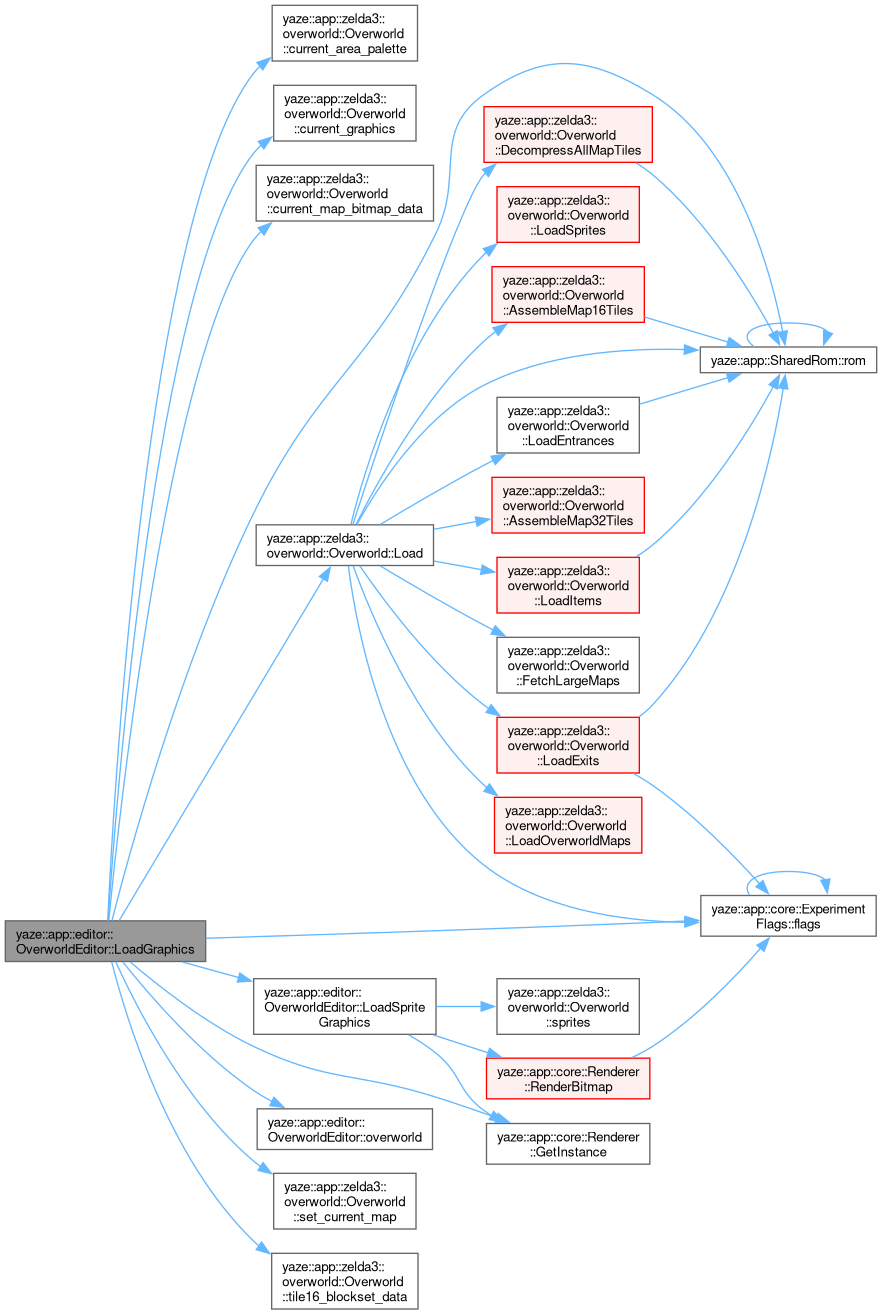 yaze::app::zelda3::
overworld::Overworld
::current_area_palette
yaze::app::zelda3::
overworld::Overworld
::current_graphics
yaze::app::zelda3::
overworld::Overworld
::current_map_bitmap_data
yaze::app::zelda3::
overworld::Overworld
::DecompressAllMapTiles
yaze::app::zelda3::
overworld::Overworld
::LoadSprites
yaze::app::zelda3::
overworld::Overworld
::AssembleMap16Tiles
yaze::app::SharedRom::rom
yaze::app::zelda3::
overworld::Overworld
::LoadEntrances
yaze::app::zelda3::
overworld::Overworld
::AssembleMap32Tiles
yaze::app::zelda3::
overworld::Overworld::Load
yaze::app::zelda3::
overworld::Overworld
::LoadItems
yaze::app::zelda3::
overworld::Overworld
::FetchLargeMaps
yaze::app::zelda3::
overworld::Overworld
::LoadExits
yaze::app::zelda3::
overworld::Overworld
::LoadOverworldMaps
yaze::app::core::Experiment
Flags::flags
yaze::app::editor::
OverworldEditor::LoadGraphics
yaze::app::editor::
OverworldEditor::LoadSprite
Graphics
yaze::app::zelda3::
overworld::Overworld
::sprites
yaze::app::core::Renderer
::RenderBitmap
yaze::app::editor::
OverworldEditor::overworld
yaze::app::core::Renderer
::GetInstance
yaze::app::zelda3::
overworld::Overworld
::set_current_map
yaze::app::zelda3::
overworld::Overworld
::tile16_blockset_data